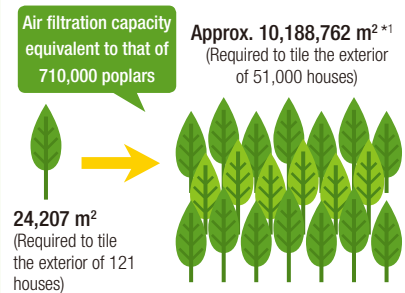 Air filtration capacity
equivalent to that of
710,000 poplars
Approx. 10,188,762 m² *1
(Required to tile the exterior
of 51,000 houses)
24,207 m²
(Required to tile
the exterior of 121
houses)